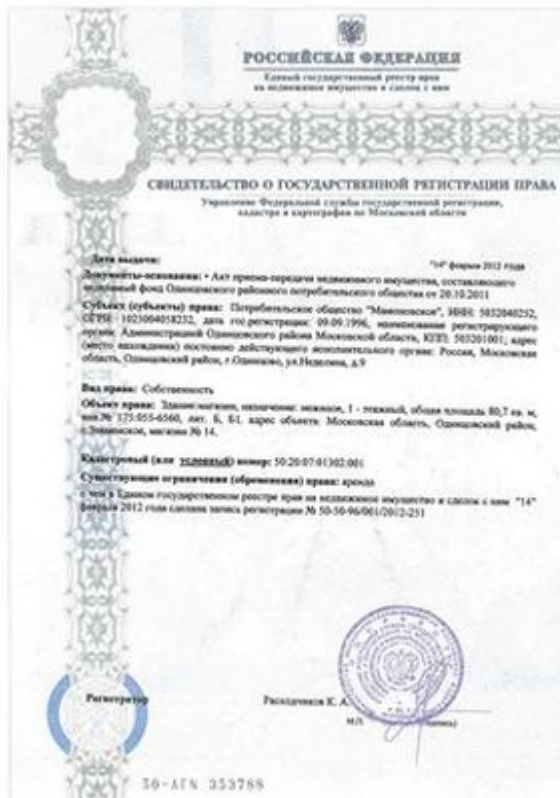 РОССИЙСКАЯ ФЕДЕРАЦИЯ
Единый государственный реестр прав
на недвижимое имущество и сделок с ним
СВИДЕТЕЛЬСТВО О ГОСУДАРСТВЕННОЙ РЕГИСТРАЦИИ ПРАВА
Управление Федеральной службы государственной регистрации,
кадастра и картографии по Московской области
Дата выдачи: "14" февраля 2012 года
Документы-основания: • Акт приема-передачи недвижимого имущества, составляющего
неделимый фонд Одинцовского районного потребительского общества от 20.10.2011
Субъект (субъекты) права: Потребительское общество "Мамоновское", ИНН: 5032040252,
ОГРН: 1025004058232, дата гос.регистрации: 09.09.1996, наименование регистрирующего
органа: Администрацией Одинцовского района Московской области, КПП: 503201001; адрес
(место нахождения) постоянно действующего исполнительного органа: Россия, Московская
область, Одинцовский район, г.Одинцово, ул.Неделина, д.9
Вид права: Собственность
Объект права: Здание:магазин, назначение: нежилое, 1 - этажный, общая площадь 80,7 кв. м,
инв.№ 175:055-6560, лит. Б, Б1, адрес объекта: Московская область, Одинцовский район,
с.Знаменское, магазин № 14.
Кадастровый (или условный) номер: 50:20:07:01302:001
Существующие ограничения (обременения) права: аренда
о чем в Едином государственном реестре прав на недвижимое имущество и сделок с ним "14"
февраля 2012 года сделана запись регистрации № 50-50-96/001/2012-251
Регистратор Расходчиков К. А.
М.П. (подпись)
50-АГ№ 353788